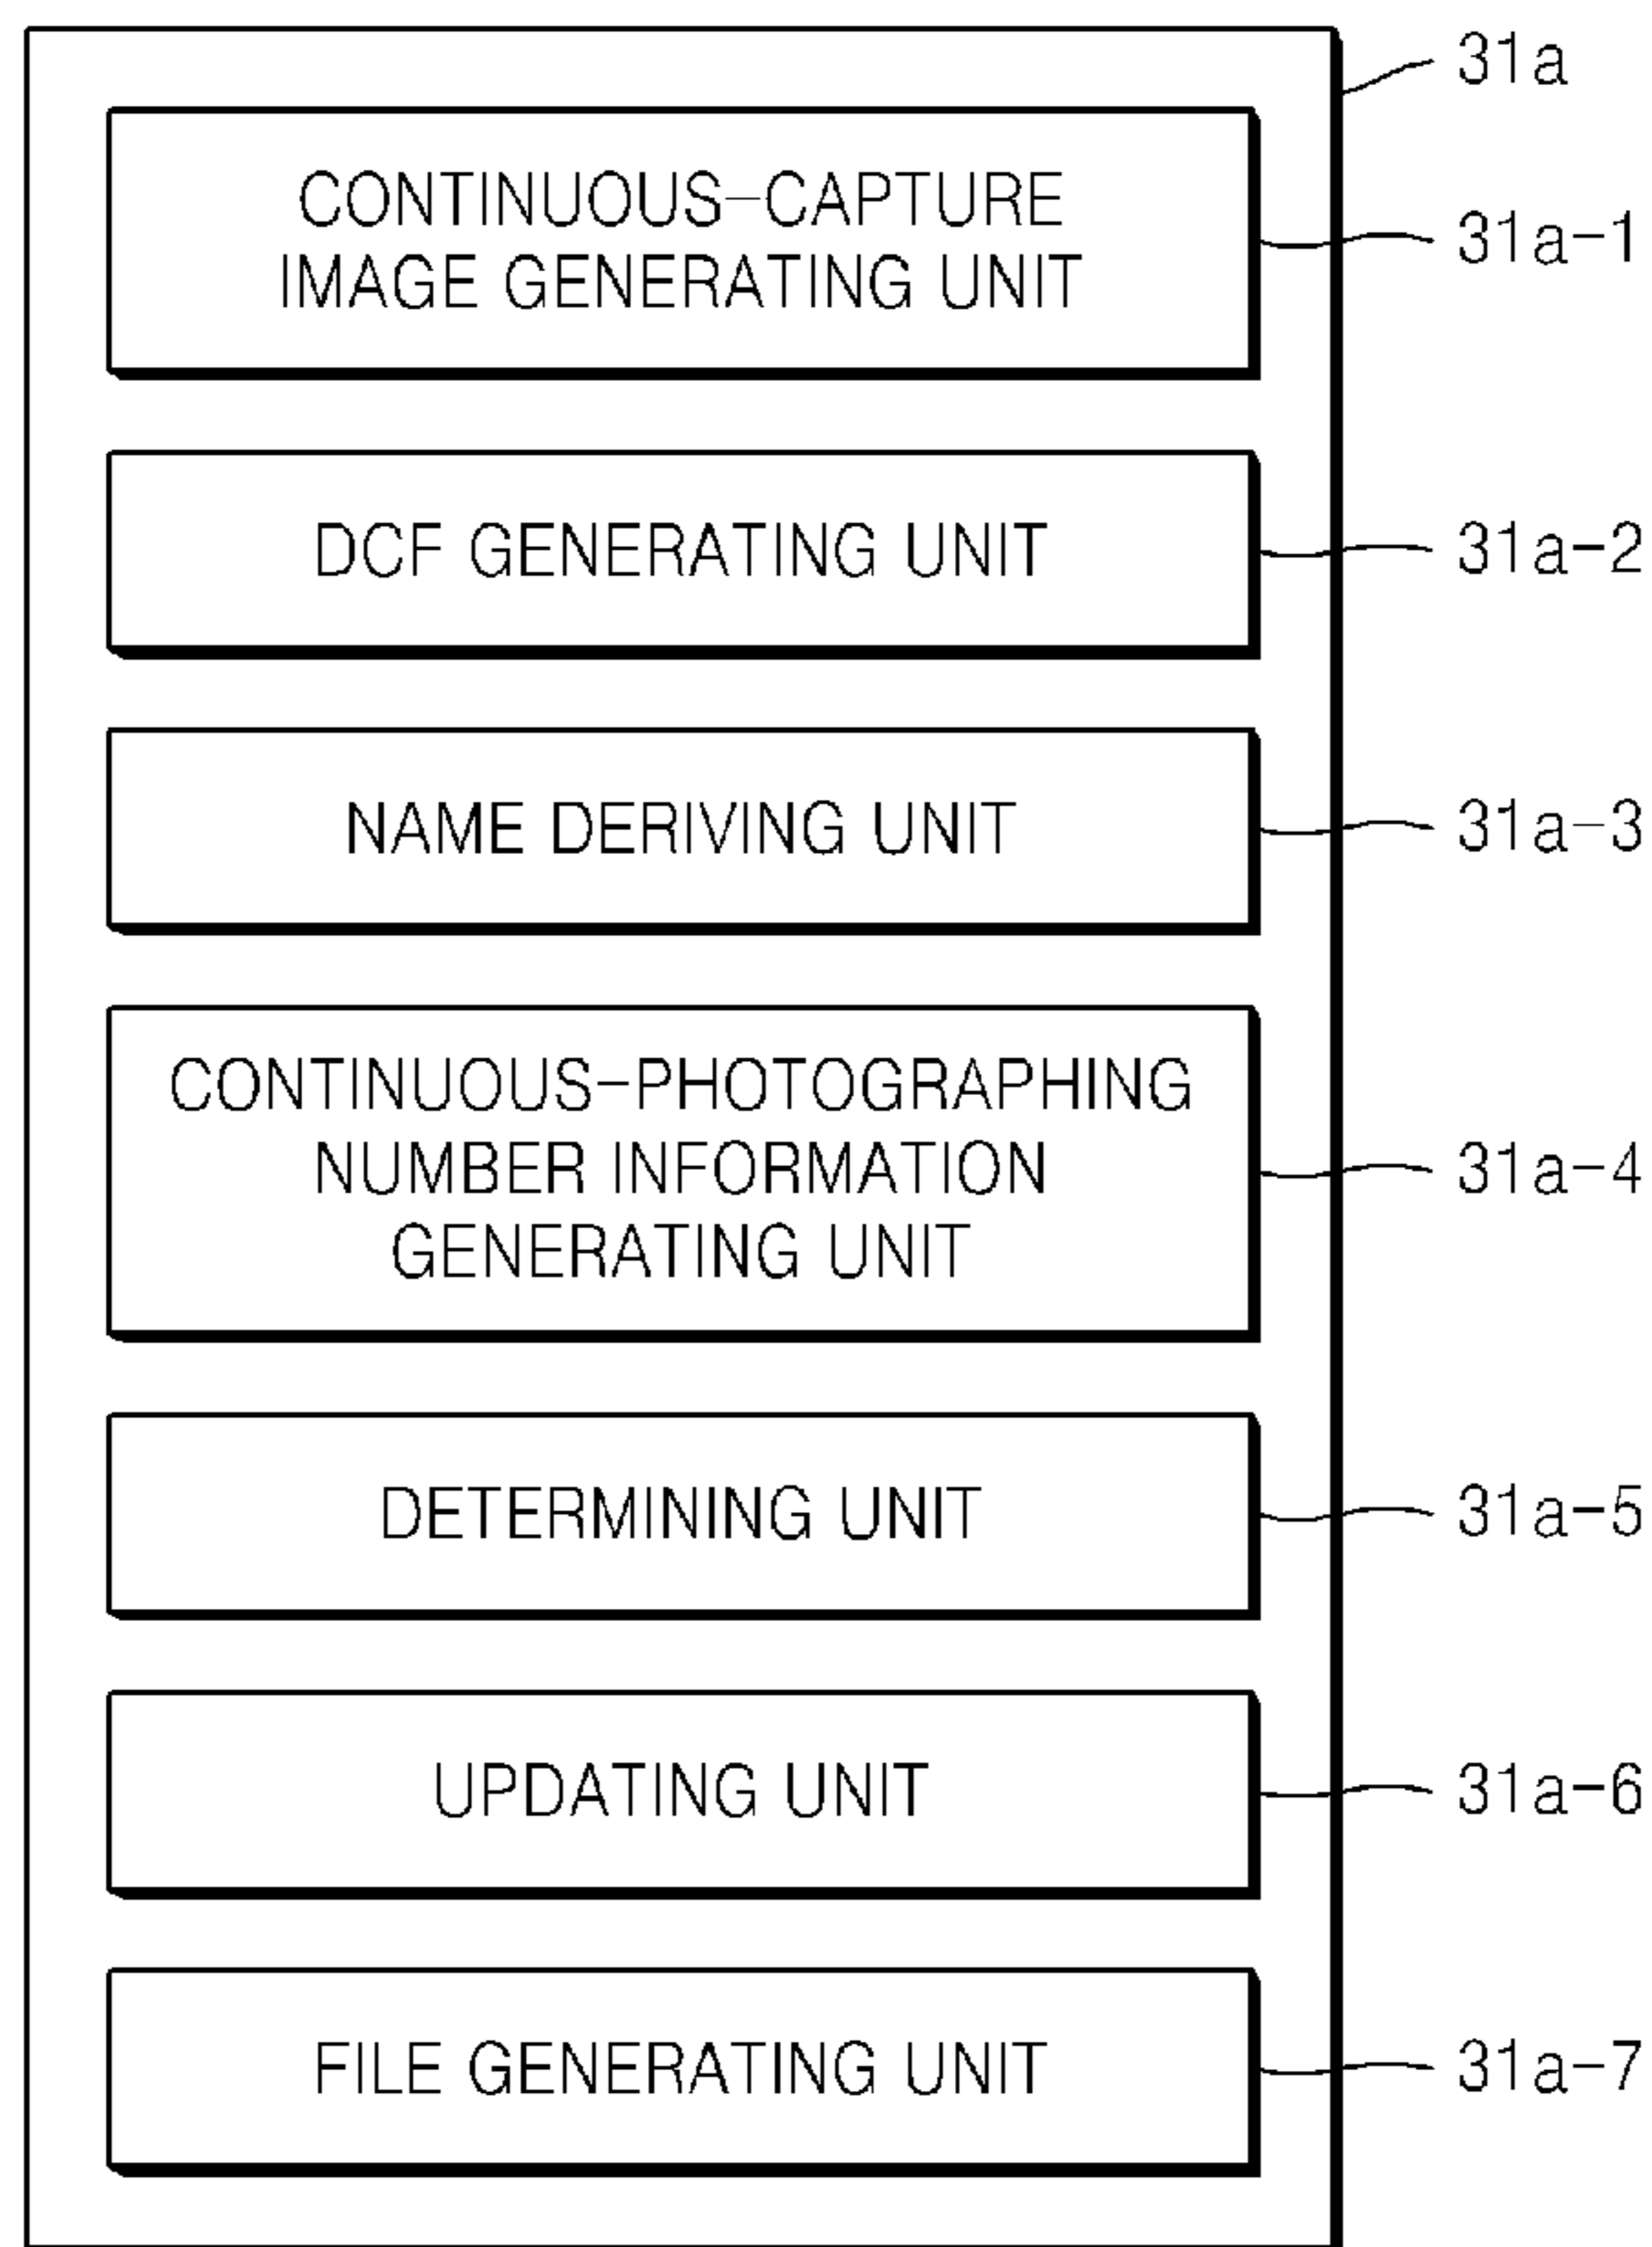 31a
CONTINUOUS-CAPTURE
IMAGE GENERATING UNIT
31a-1
DCF GENERATING UNIT
31a-2
NAME DERIVING UNIT
31a-3
CONTINUOUS-PHOTOGRAPHING
NUMBER INFORMATION
GENERATING UNIT
31a-4
DETERMINING UNIT
31a-5
UPDATING UNIT
31a-6
FILE GENERATING UNIT
31a-7